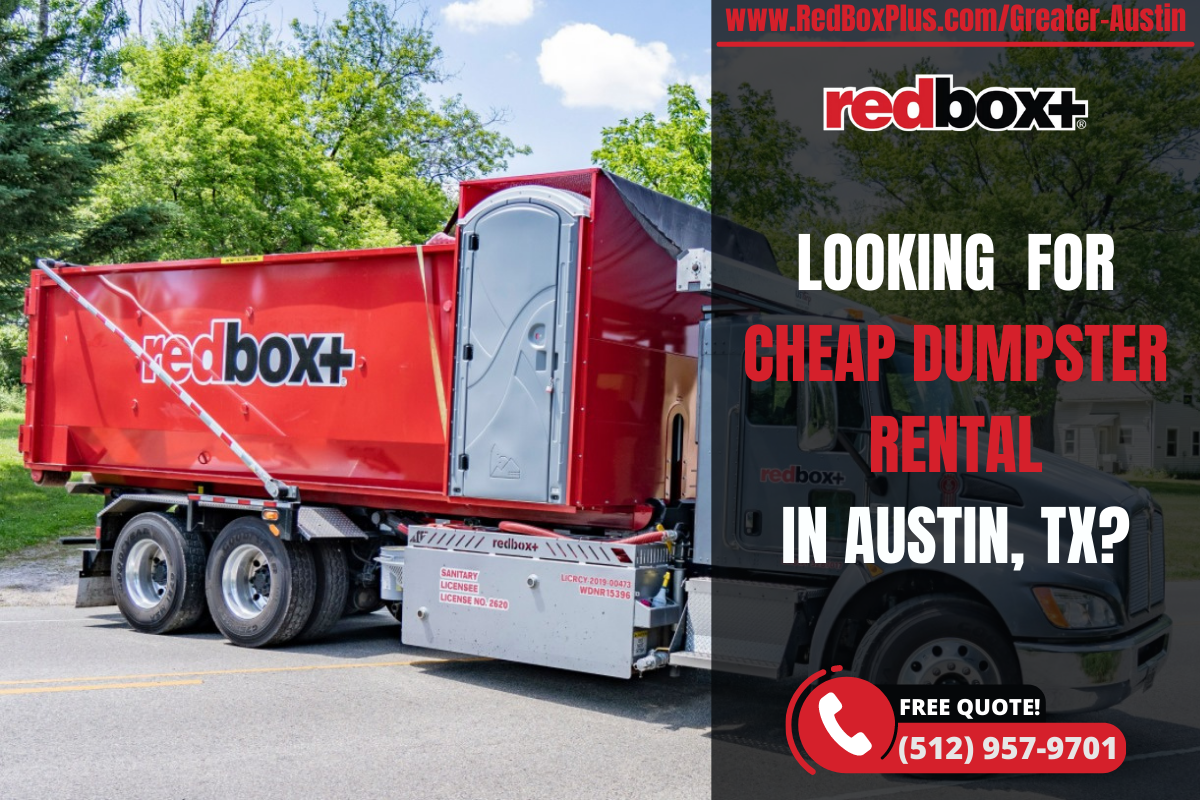 www.RedBoxPlus.com/Greater-Austin
redbox+®
LOOKING FOR
CHEAP DUMPSTER
RENTAL
IN AUSTIN, TX?
FREE QUOTE!
(512) 957-9701
redbox+
redbox+
redbox+
SANITARY
LICENSEE
LICENSE NO. 2620
LICRCY-2019-00473
WDNR15396